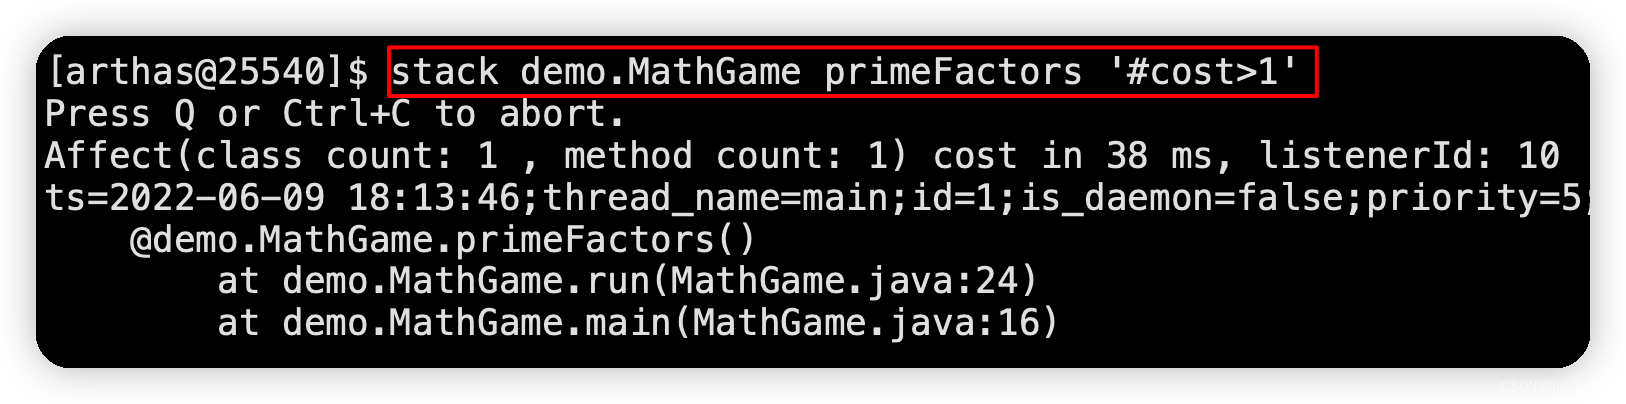 [arthas@25540]$ stack demo.MathGame primeFactors '#cost>1'
Press Q or Ctrl+C to abort.
Affect(class count: 1 , method count: 1) cost in 38 ms, listenerId: 10
ts=2022-06-09 18:13:46;thread_name=main;id=1;is_daemon=false;priority=5;
@demo.MathGame.primeFactors()
at demo.MathGame.run(MathGame.java:24)
at demo.MathGame.main(MathGame.java:16)